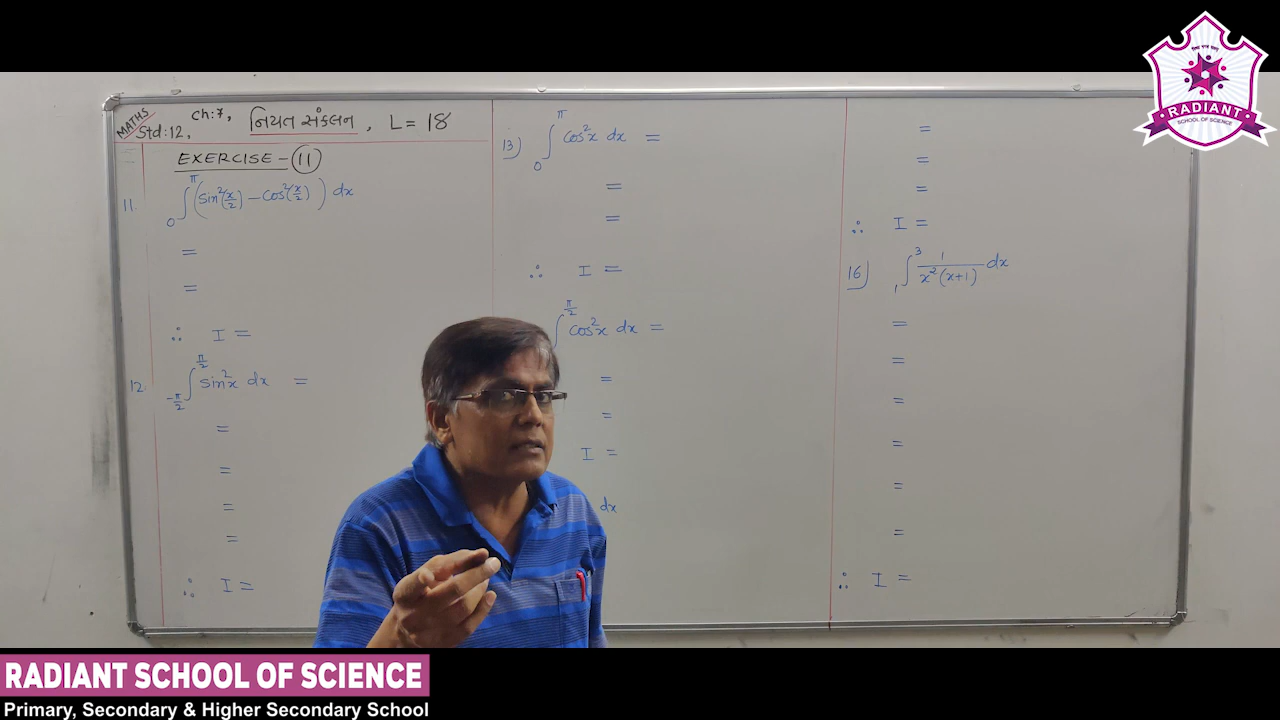 MATHS
Std:12, ch:7, નિયત સંકલન, L = 18
EXERCISE - 11
11. ∫₀^π (sin²(x/2) - cos²(x/2)) dx
=
=
∴ I =
12. ∫_{-π/2}^{π/2} sin²x dx =
=
=
=
=
∴ I =
13) ∫₀^π cos²x dx =
=
=
∴ I =
∫^{π/2} cos²x dx =
=
=
I =
dx
=
=
=
∴ I =
16) ∫₁³ 1/(x²(x+1)) dx
=
=
=
=
=
=
∴ I =
RADIANT
SCHOOL OF SCIENCE
RADIANT SCHOOL OF SCIENCE
Primary, Secondary & Higher Secondary School